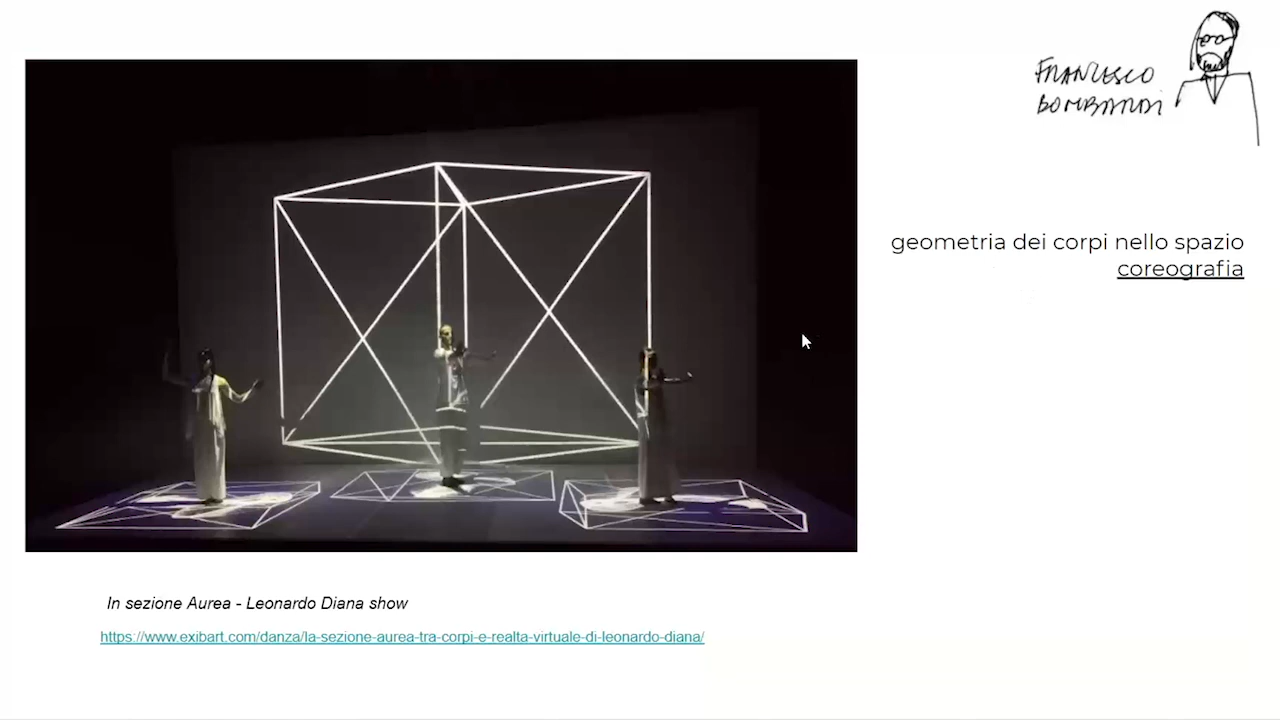 FRANCESCO
BOMBARDI
geometria dei corpi nello spazio
coreografia
In sezione Aurea - Leonardo Diana show
https://www.exibart.com/danza/la-sezione-aurea-tra-corpi-e-realta-virtuale-di-leonardo-diana/